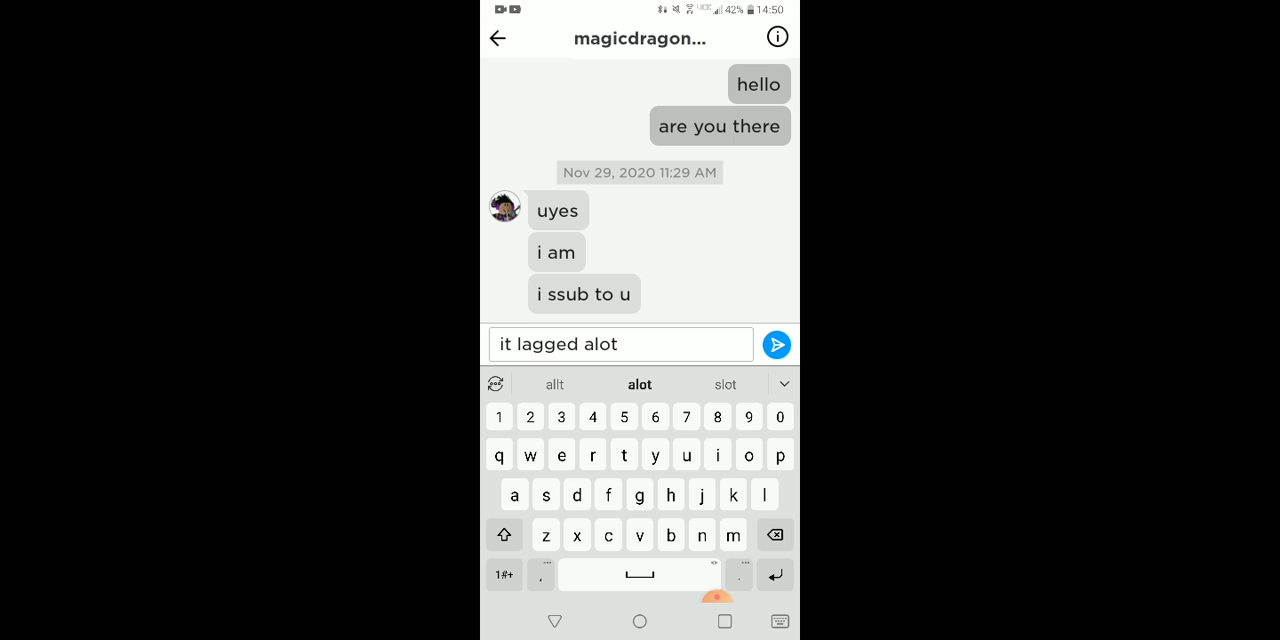 42% 14:50
magicdragon...
hello
are you there
Nov 29, 2020 11:29 AM
uyes
i am
i ssub to u
it lagged alot
allt alot slot
1 2 3 4 5 6 7 8 9 0
q w e r t y u i o p
a s d f g h j k l
z x c v b n m
1#+ , .